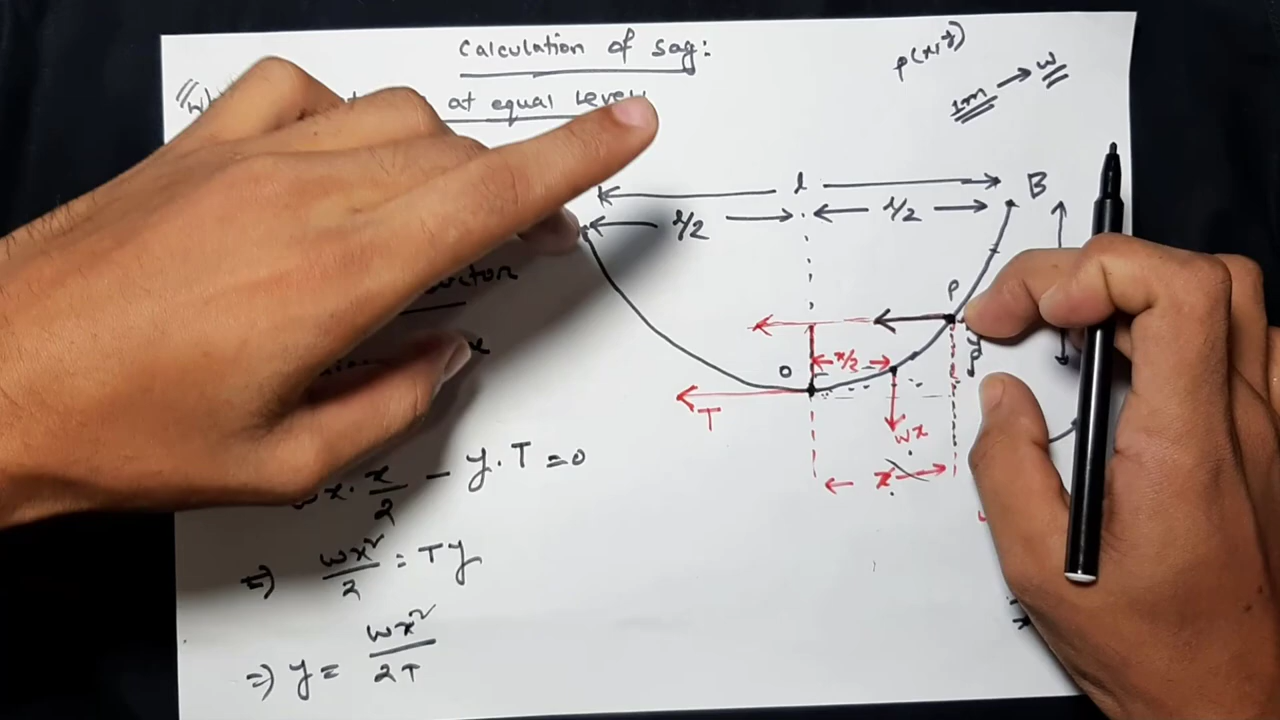 Calculation of sag:
at equal level
P(x,y)
1m → w
l
B
l/2
l/2
P
y
x/2
O
T
wx
x
wx · x/2 - y·T = 0
⇒ wx²/2 = Ty
⇒ y = wx²/2T